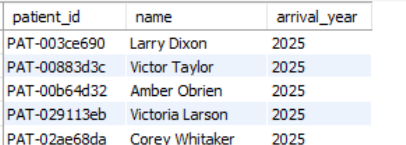 patient_id name arrival_year
PAT-003ce690 Larry Dixon 2025
PAT-00883d3c Victor Taylor 2025
PAT-00b64d32 Amber Obrien 2025
PAT-029113eb Victoria Larson 2025
PAT-02ae68da Corey Whitaker 2025